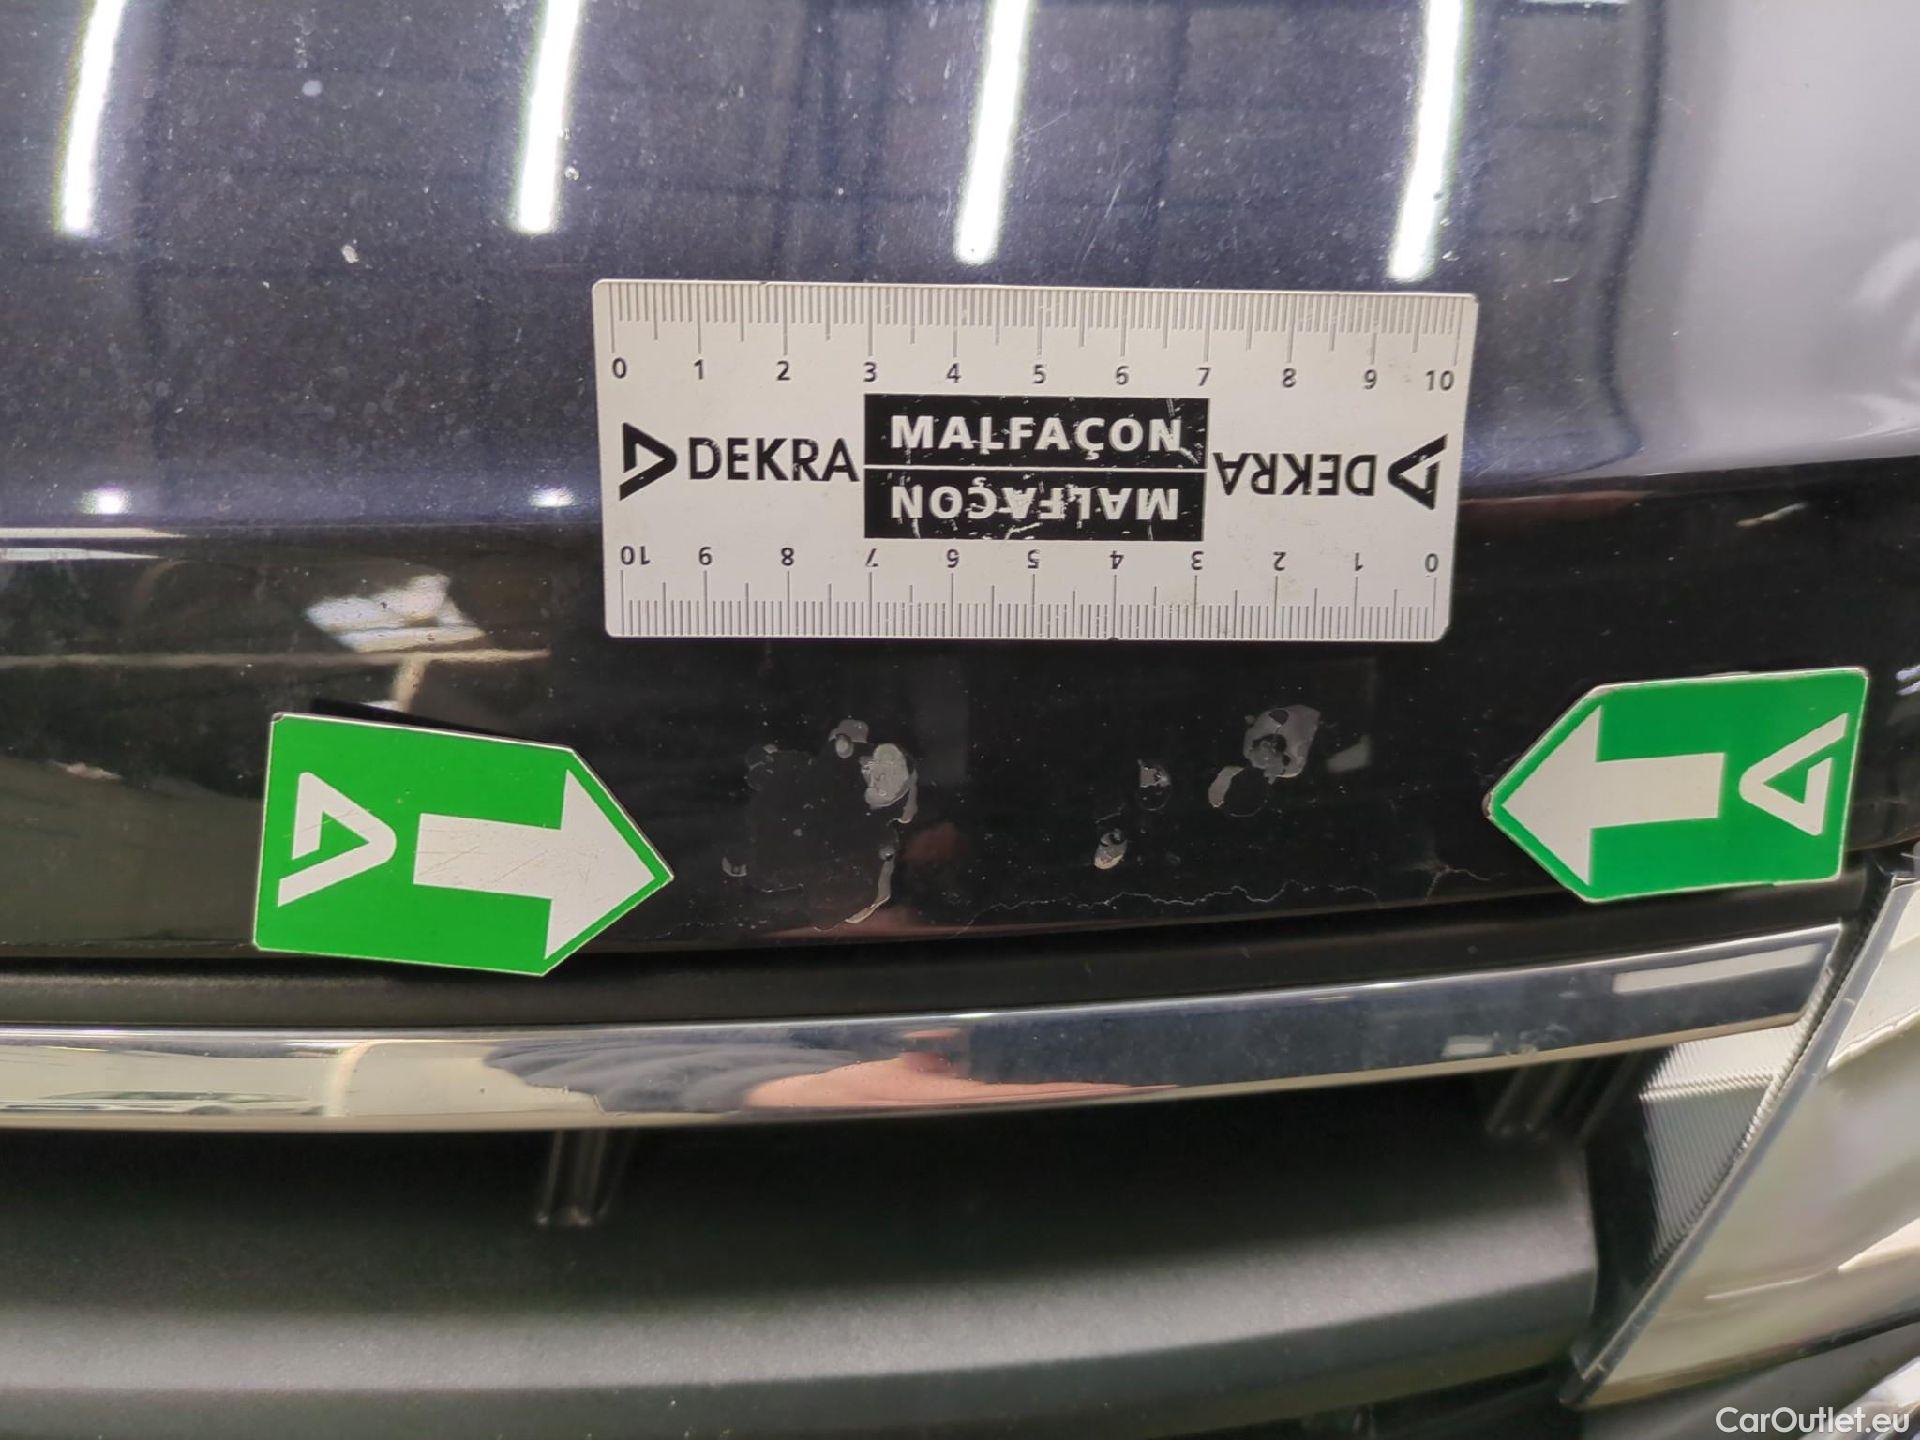 0 1 2 3 4 5 6 7 8 9 10
DEKRA MALFAÇON DEKRA
MALFAÇON
10 9 8 7 6 5 4 3 2 1 0
CarOutlet.eu